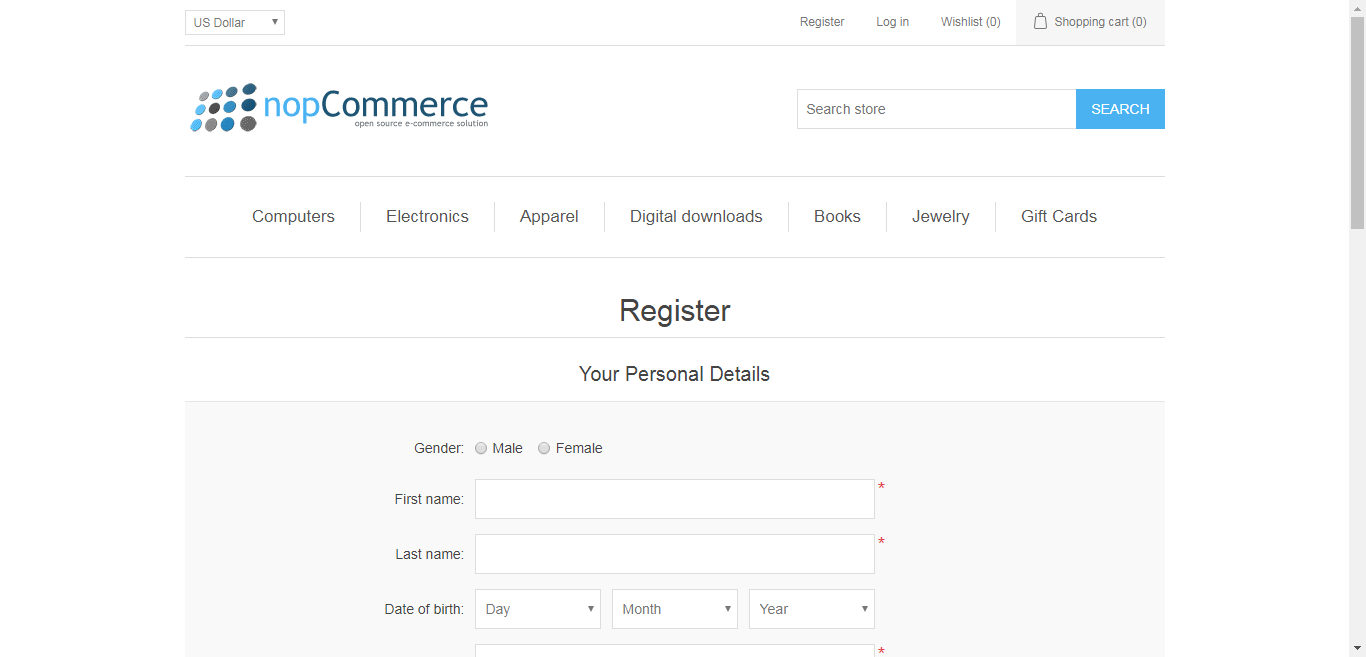 US Dollar Register Log in Wishlist (0) Shopping cart (0)
nopCommerce
open source e-commerce solution
Search store SEARCH
Computers Electronics Apparel Digital downloads Books Jewelry Gift Cards
Register
Your Personal Details
Gender: Male Female
First name: *
Last name: *
Date of birth: Day Month Year
*